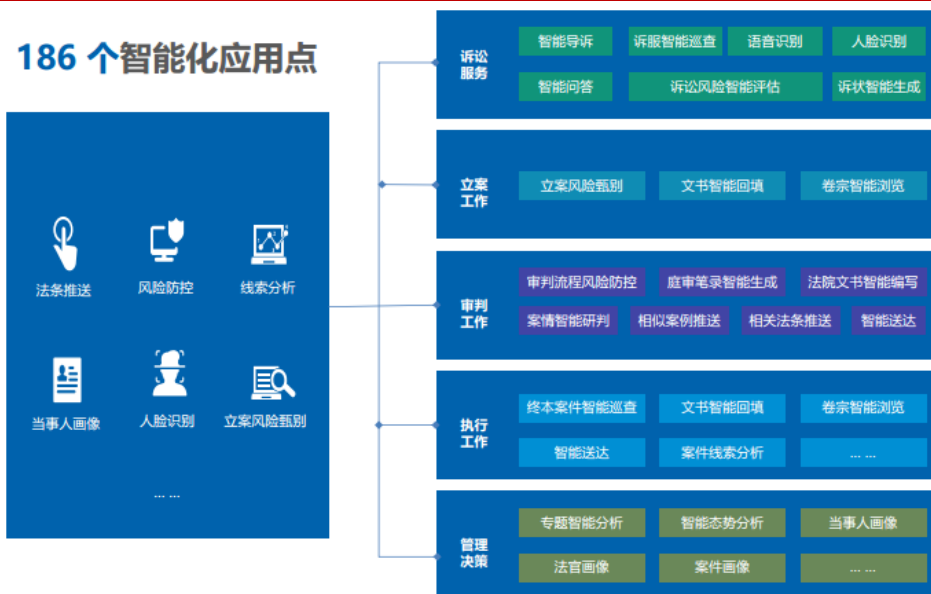 186 个智能化应用点
法条推送
风险防控
线索分析
当事人画像
人脸识别
立案风险甄别
... ...
诉讼
服务
智能导诉
诉服智能巡查
语音识别
人脸识别
智能问答
诉讼风险智能评估
诉状智能生成
立案
工作
立案风险甄别
文书智能回填
卷宗智能浏览
审判
工作
审判流程风险防控
庭审笔录智能生成
法院文书智能编写
案情智能研判
相似案例推送
相关法条推送
智能送达
执行
工作
终本案件智能巡查
文书智能回填
卷宗智能浏览
智能送达
案件线索分析
... ...
管理
决策
专题智能分析
智能态势分析
当事人画像
法官画像
案件画像
... ...